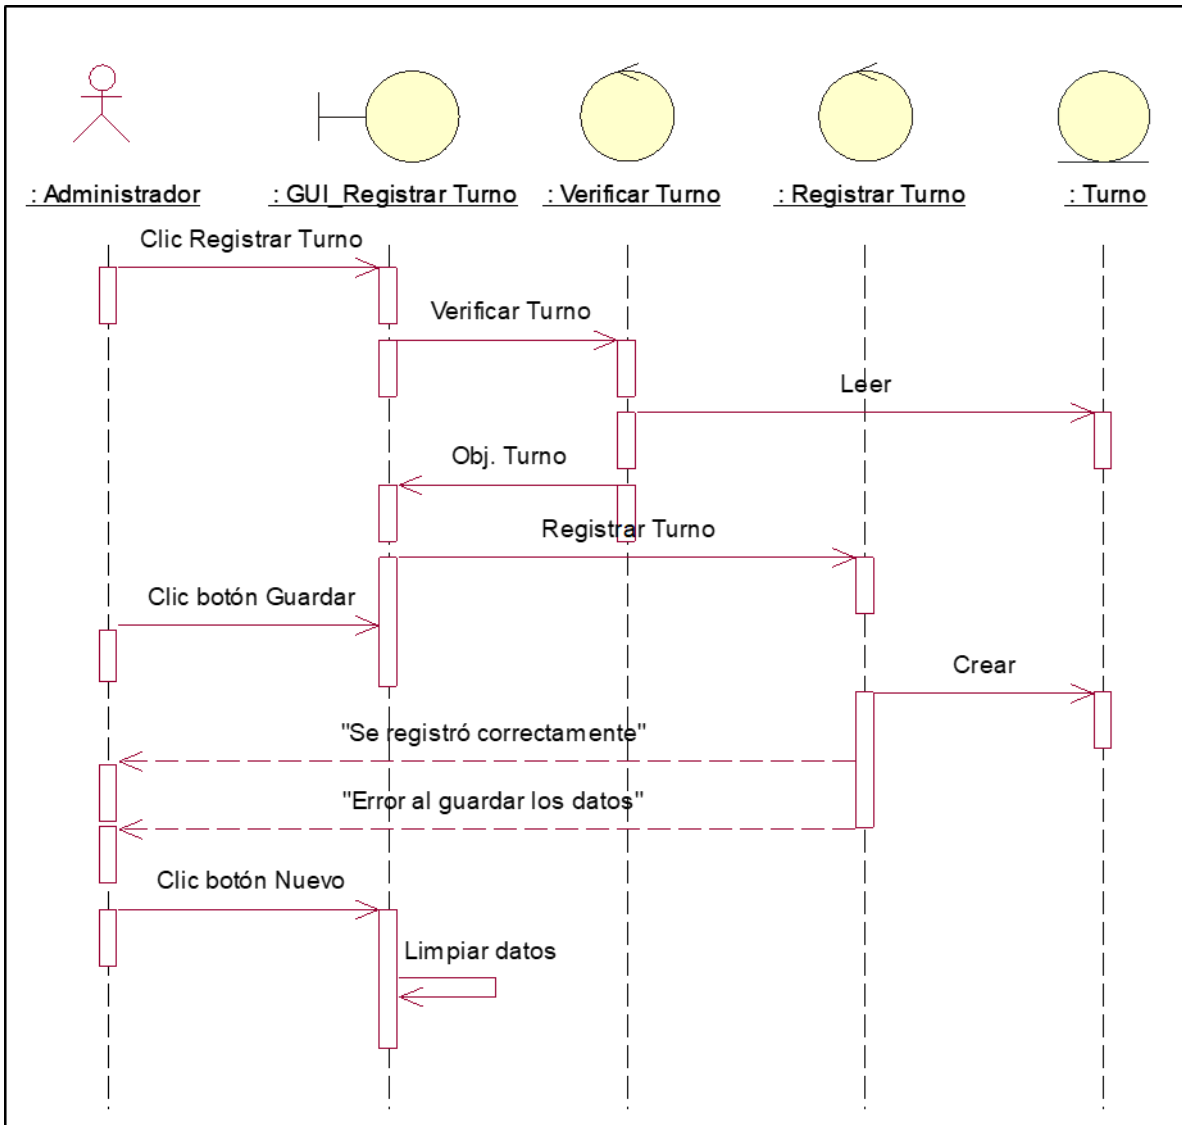 : Administrador
: GUI_Registrar Turno
: Verificar Turno
: Registrar Turno
: Turno
Clic Registrar Turno
Verificar Turno
Leer
Obj. Turno
Registrar Turno
Clic botón Guardar
Crear
"Se registró correctamente"
"Error al guardar los datos"
Clic botón Nuevo
Limpiar datos